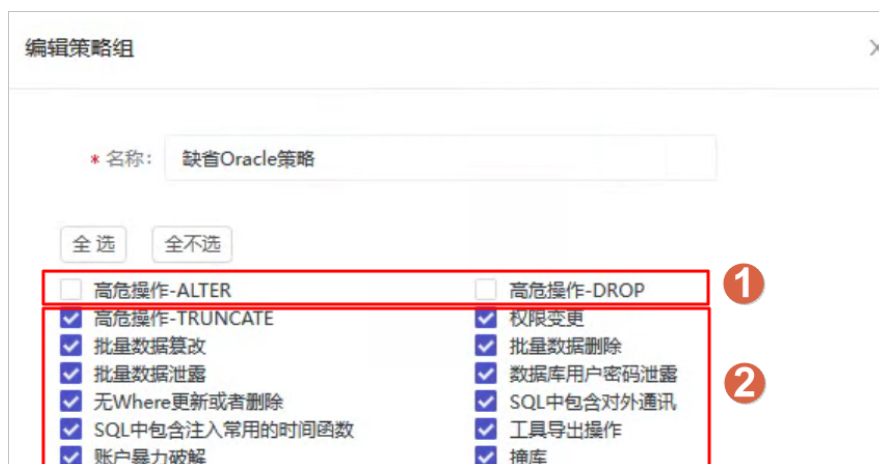 编辑策略组
* 名称： 缺省Oracle策略
全 选 全不选
高危操作-ALTER 高危操作-DROP 1
高危操作-TRUNCATE 权限变更
批量数据篡改 批量数据删除
批量数据泄露 数据库用户密码泄露
2
无Where更新或者删除 SQL中包含对外通讯
SQL中包含注入常用的时间函数 工具导出操作
账户暴力破解 撞库